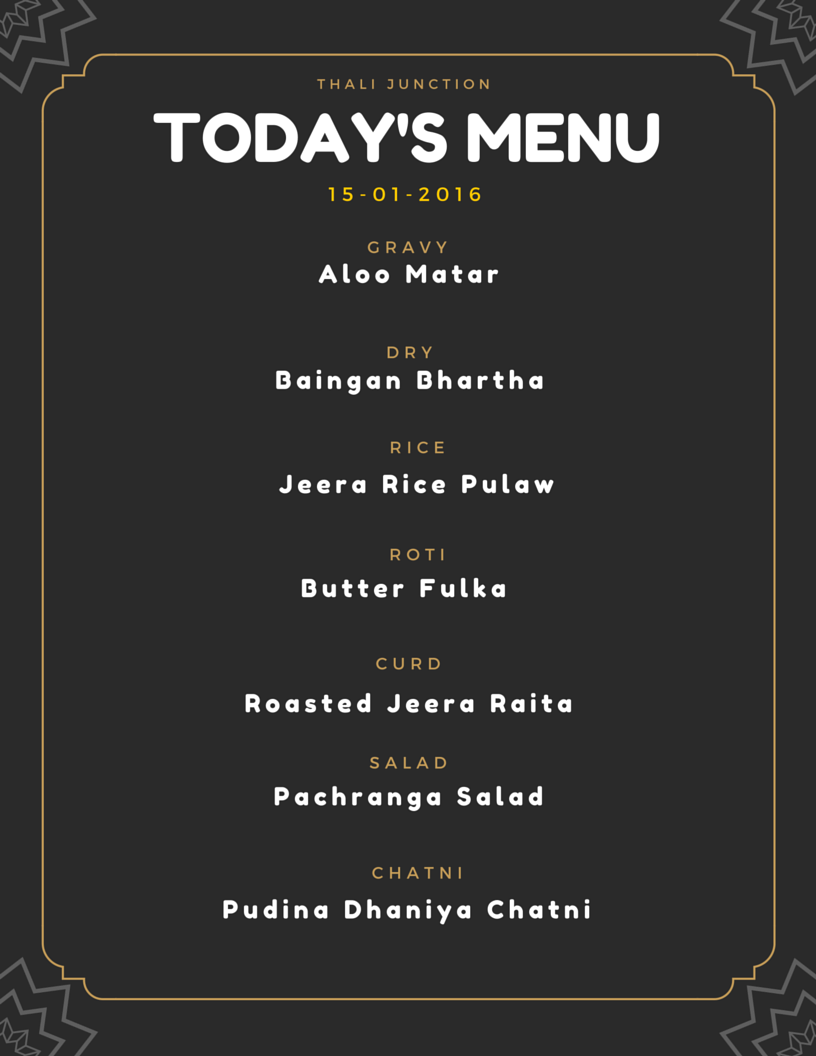 THALI JUNCTION
TODAY'S MENU
15-01-2016
GRAVY
Aloo Matar
DRY
Baingan Bhartha
RICE
Jeera Rice Pulaw
ROTI
Butter Fulka
CURD
Roasted Jeera Raita
SALAD
Pachranga Salad
CHATNI
Pudina Dhaniya Chatni